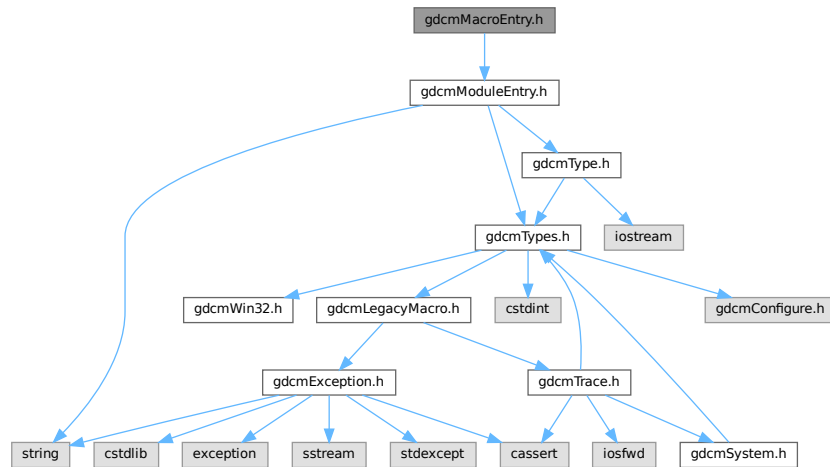 gdcmMacroEntry.h
gdcmModuleEntry.h
gdcmType.h
gdcmTypes.h
iostream
gdcmWin32.h
gdcmLegacyMacro.h
cstdint
gdcmConfigure.h
gdcmException.h
gdcmTrace.h
string
cstdlib
exception
sstream
stdexcept
cassert
iosfwd
gdcmSystem.h